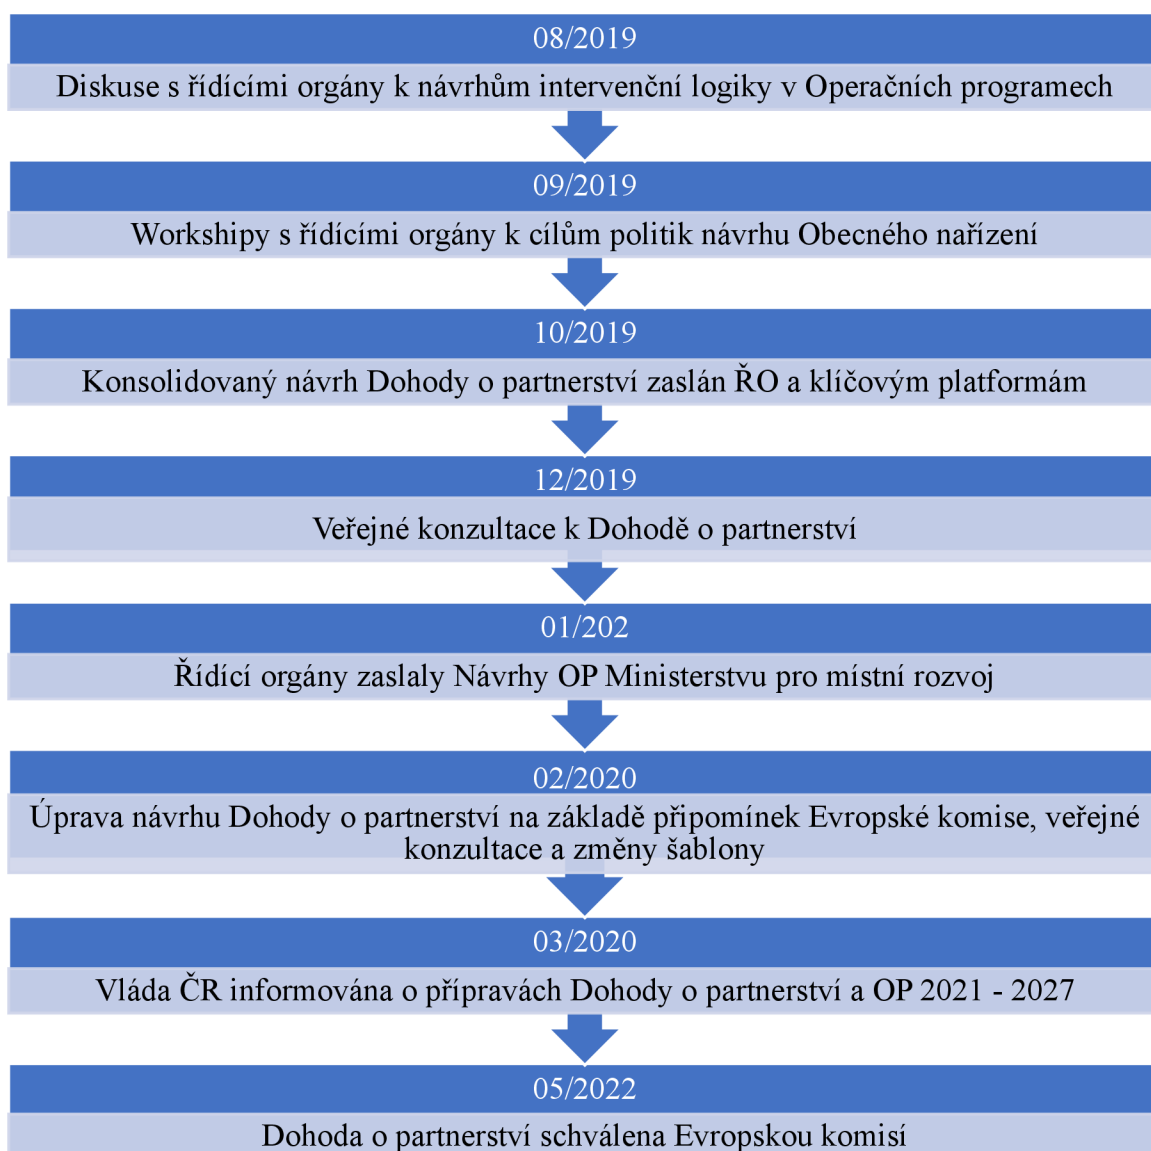 08/2019
Diskuse s řídícími orgány k návrhům intervenční logiky v Operačních programech
09/2019
Workshipy s řídícími orgány k cílům politik návrhu Obecného nařízení
10/2019
Konsolidovaný návrh Dohody o partnerství zaslán ŘO a klíčovým platformám
12/2019
Veřejné konzultace k Dohodě o partnerství
01/202
Řídící orgány zaslaly Návrhy OP Ministerstvu pro místní rozvoj
02/2020
Úprava návrhu Dohody o partnerství na základě připomínek Evropské komise, veřejné
konzultace a změny šablony
03/2020
Vláda ČR informována o přípravách Dohody o partnerství a OP 2021 - 2027
05/2022
Dohoda o partnerství schválena Evropskou komisí